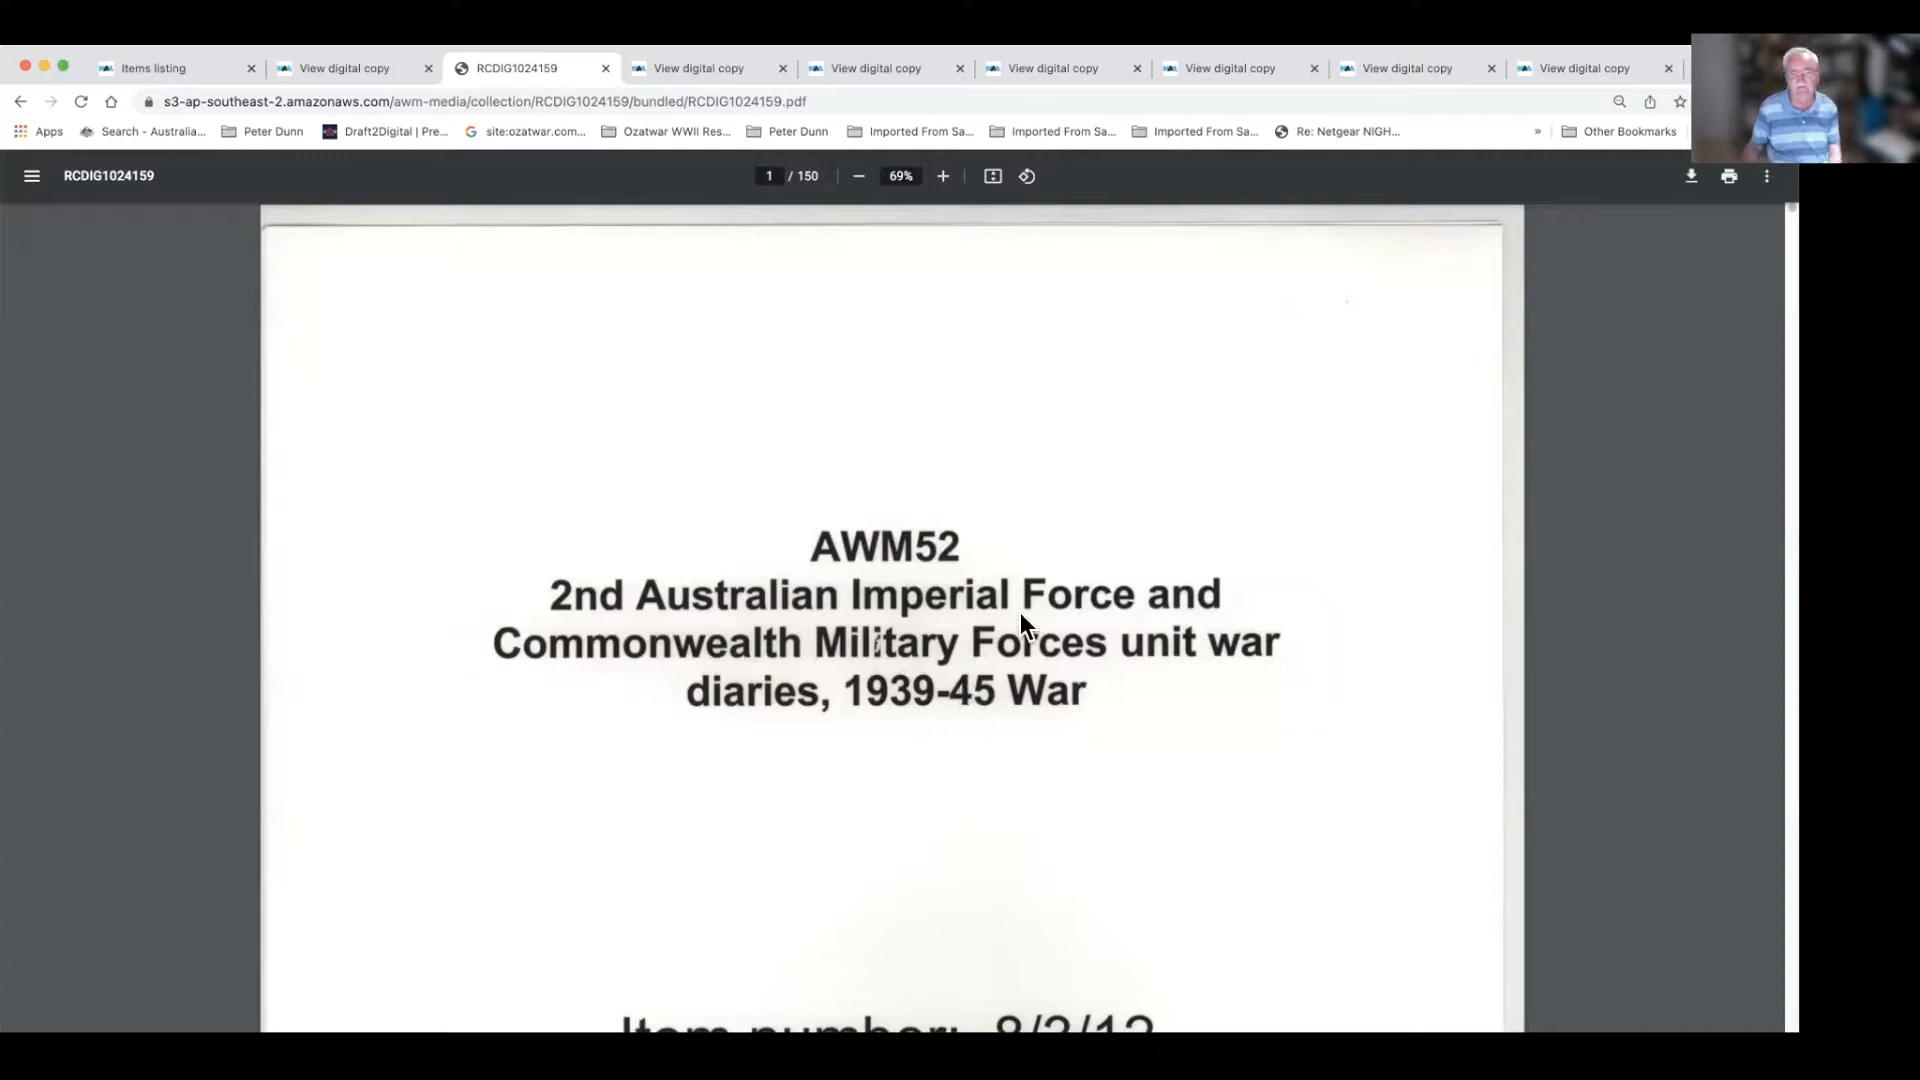 Items listing
View digital copy
RCDIG1024159
View digital copy
View digital copy
View digital copy
View digital copy
View digital copy
View digital copy
s3-ap-southeast-2.amazonaws.com/awm-media/collection/RCDIG1024159/bundled/RCDIG1024159.pdf
Apps
Search - Australia...
Peter Dunn
Draft2Digital | Pre...
site:ozatwar.com...
Ozatwar WWII Res...
Peter Dunn
Imported From Sa...
Imported From Sa...
Imported From Sa...
Re: Netgear NIGH...
»
Other Bookmarks
RCDIG1024159
1 / 150
69%
AWM52
2nd Australian Imperial Force and
Commonwealth Military Forces unit war
diaries, 1939-45 War
Item number: